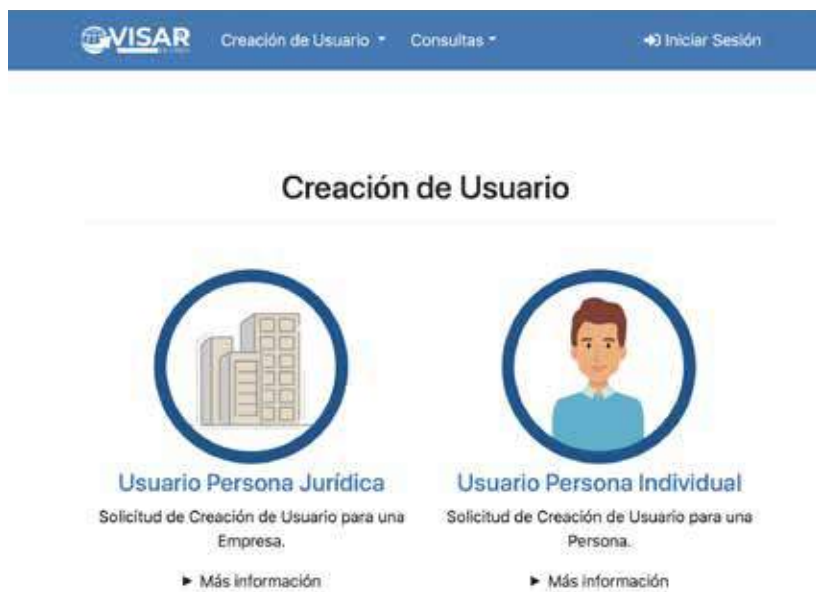 VISAR
Creación de Usuario
Consultas
Iniciar Sesión
Creación de Usuario
Usuario Persona Jurídica
Solicitud de Creación de Usuario para una
Empresa.
Más información
Usuario Persona Individual
Solicitud de Creación de Usuario para una
Persona.
Más información